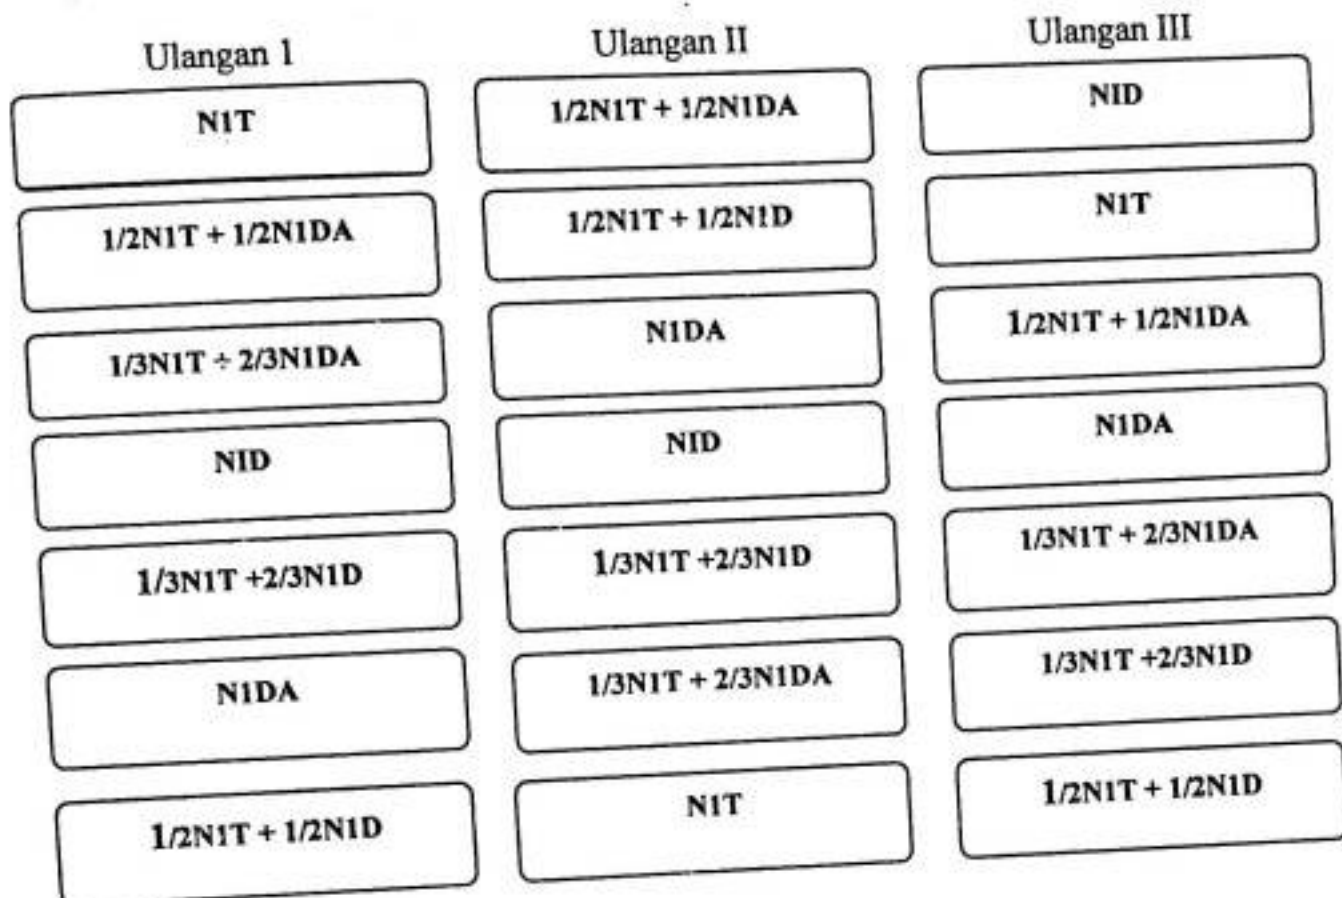 Ulangan 1
N1T
1/2N1T + 1/2N1DA
1/3N1T ÷ 2/3N1DA
NID
1/3N1T +2/3N1D
N1DA
1/2N1T + 1/2N1D
Ulangan II
1/2N1T + 1/2N1DA
1/2N1T + 1/2N1D
N1DA
NID
1/3N1T +2/3N1D
1/3N1T + 2/3N1DA
N1T
Ulangan III
NID
N1T
1/2N1T + 1/2N1DA
N1DA
1/3N1T + 2/3N1DA
1/3N1T +2/3N1D
1/2N1T + 1/2N1D